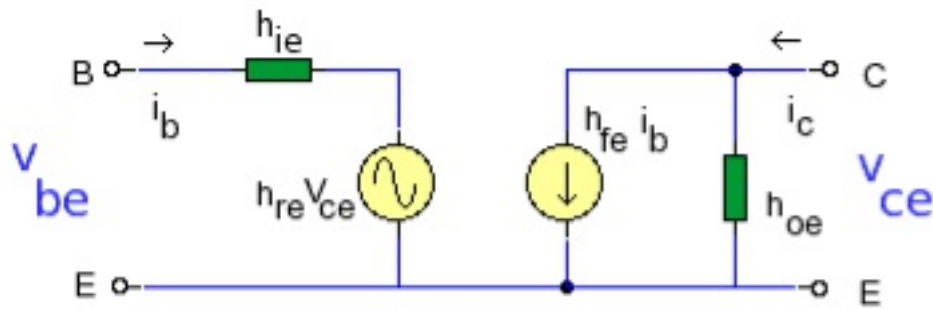 h_ie
B
C
i_b
h_fe i_b
i_c
v_be
h_re V_ce
h_oe
v_ce
E
E